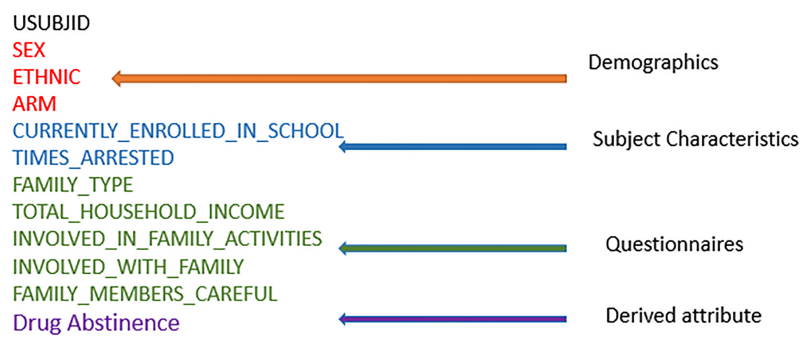 USUBJID
SEX
ETHNIC
ARM
CURRENTLY_ENROLLED_IN_SCHOOL
TIMES_ARRESTED
FAMILY_TYPE
TOTAL_HOUSEHOLD_INCOME
INVOLVED_IN_FAMILY_ACTIVITIES
INVOLVED_WITH_FAMILY
FAMILY_MEMBERS_CAREFUL
Drug Abstinence
Demographics
Subject Characteristics
Questionnaires
Derived attribute